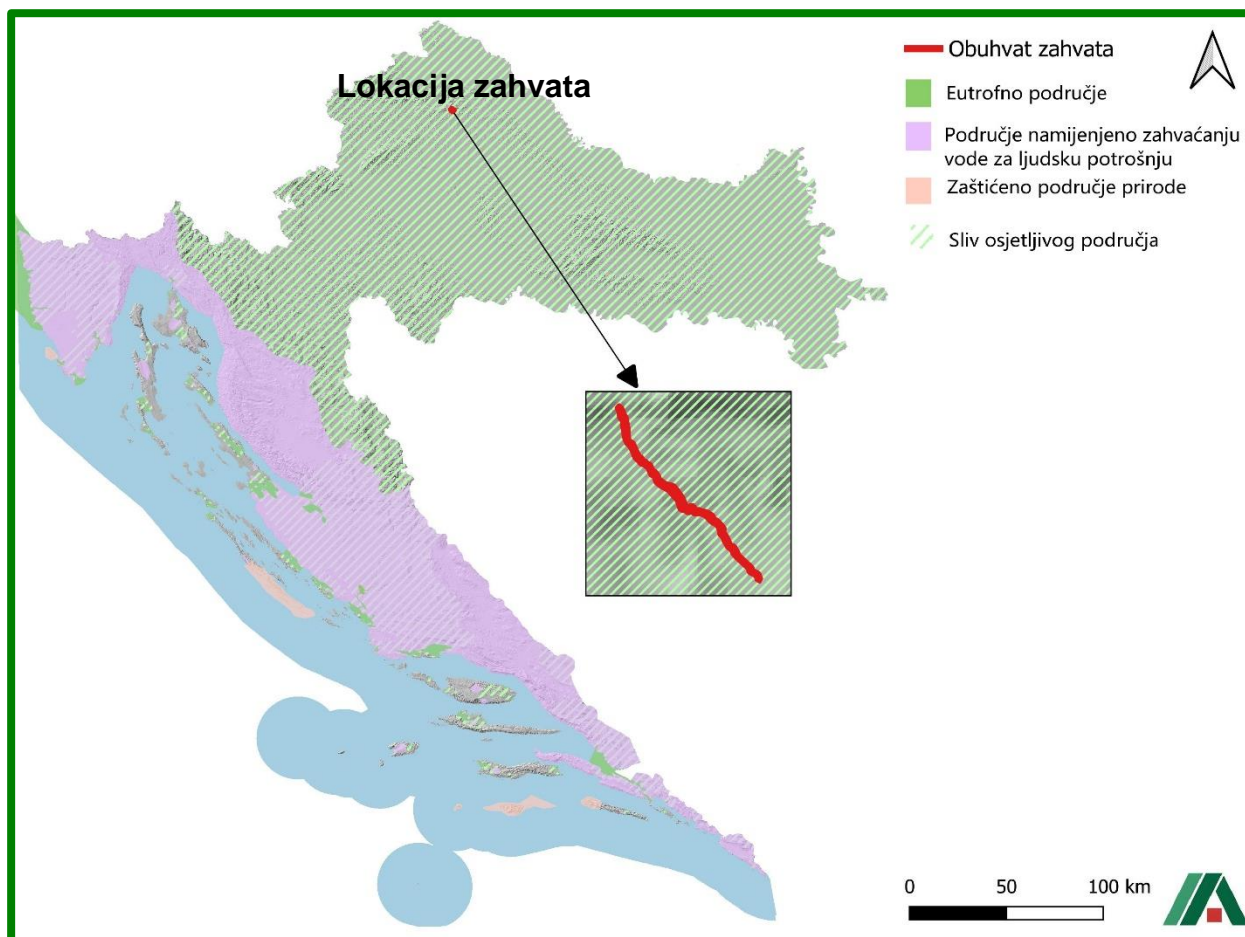 Lokacija zahvata
Obuhvat zahvata
Eutrofno područje
Područje namijenjeno zahvaćanju
vode za ljudsku potrošnju
Zaštićeno područje prirode
Sliv osjetljivog područja
0 50 100 km